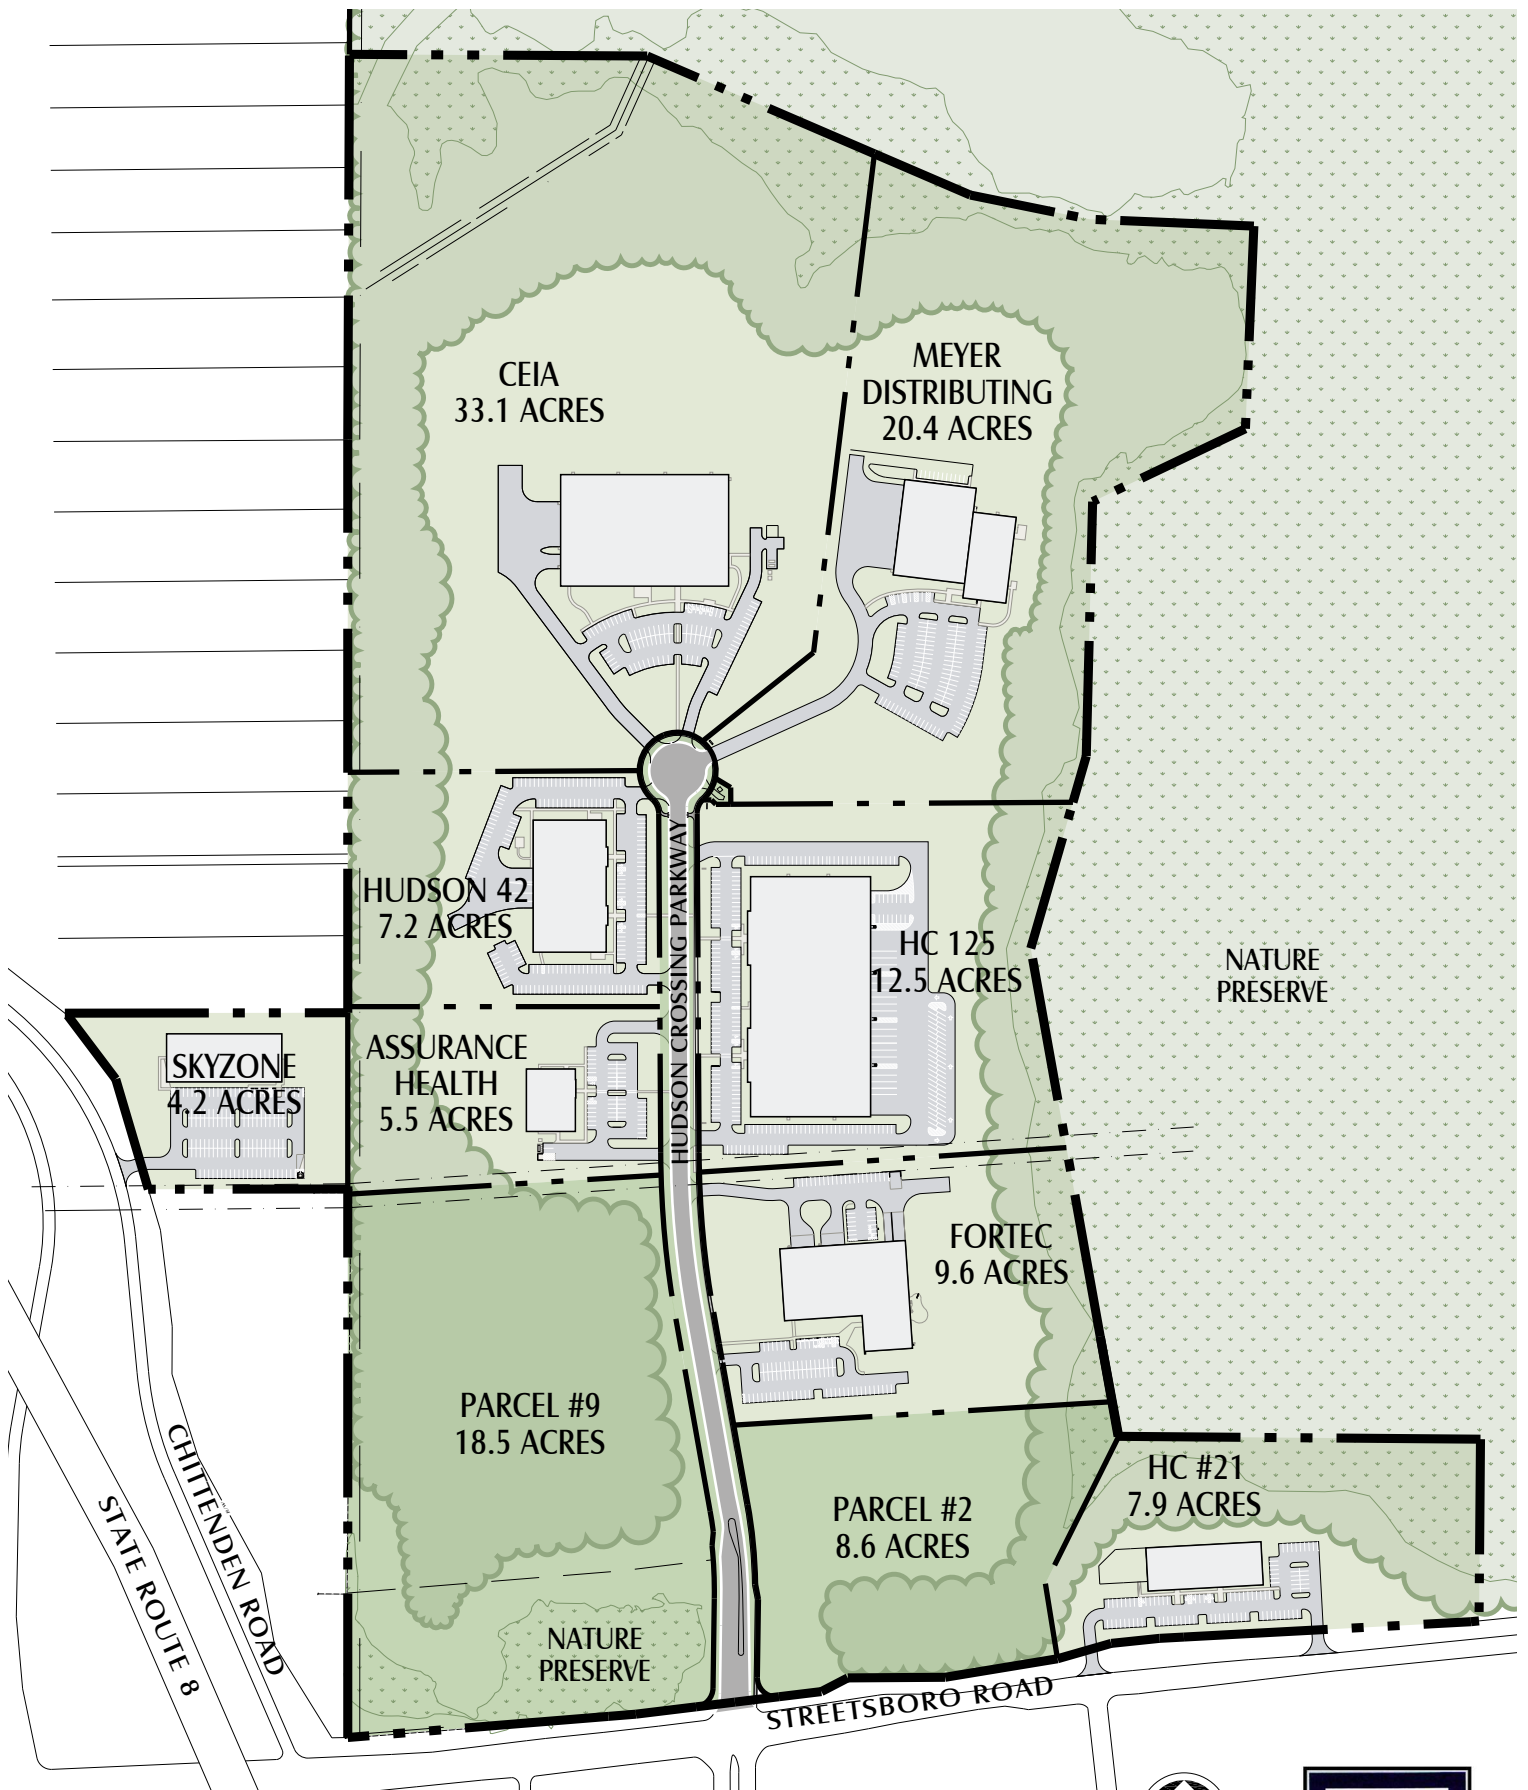 CEIA
33.1 ACRES
MEYER
DISTRIBUTING
20.4 ACRES
HUDSON 42
7.2 ACRES
HUDSON CROSSING PARKWAY
HC 125
12.5 ACRES
NATURE
PRESERVE
SKYZONE
4.2 ACRES
ASSURANCE
HEALTH
5.5 ACRES
FORTEC
9.6 ACRES
PARCEL #9
18.5 ACRES
CHITTENDEN ROAD
STATE ROUTE 8
PARCEL #2
8.6 ACRES
HC #21
7.9 ACRES
NATURE
PRESERVE
STREETSBORO ROAD